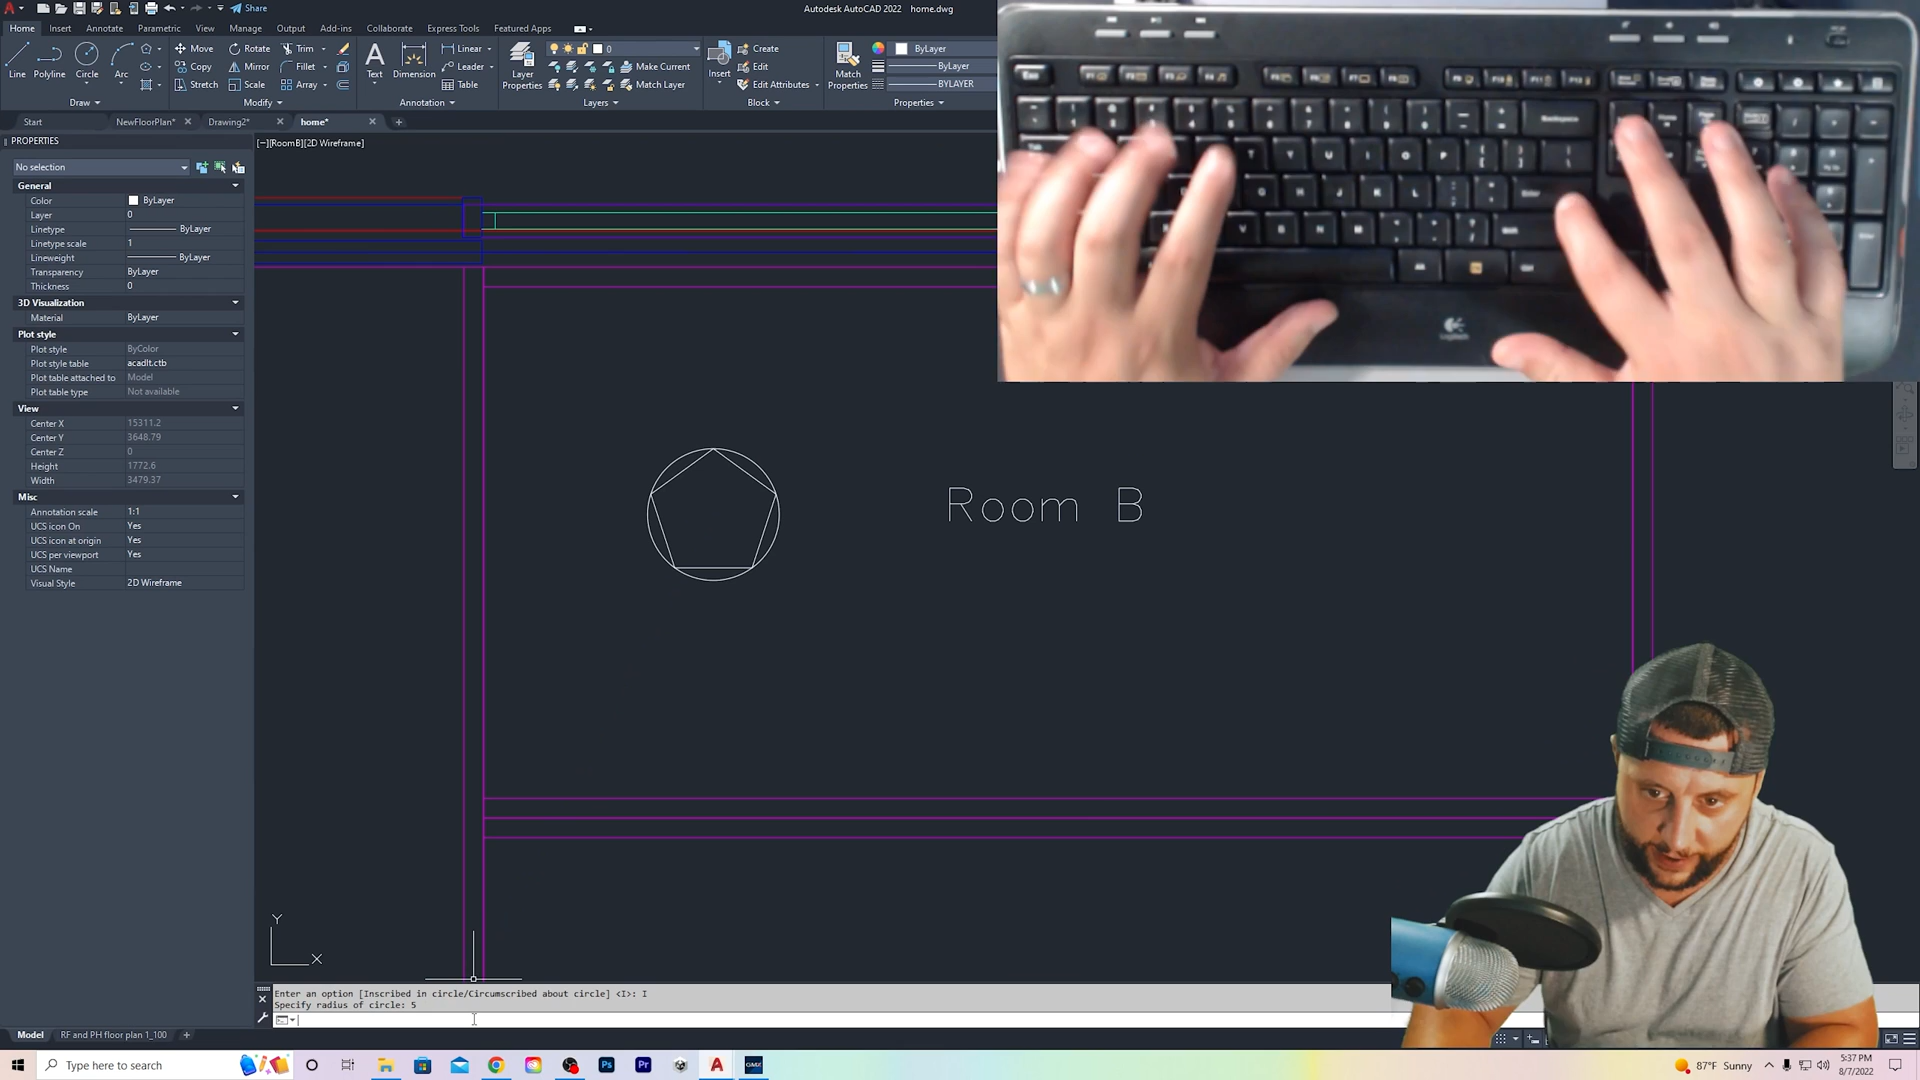 Share
Autodesk AutoCAD 2022 home.dwg
Home Insert Annotate Parametric View Manage Output Add-ins Collaborate Express Tools Featured Apps
Line Polyline Circle Arc
Move Rotate Trim
Copy Mirror Fillet
Stretch Scale Array
Text Dimension
Linear
Leader
Table
Layer Properties
0
Make Current
Match Layer
Insert
Create
Edit
Edit Attributes
Match Properties
ByLayer
ByLayer
BYLAYER
Draw Modify Annotation Layers Block Properties
Start NewFloorPlan* Drawing2* home*
PROPERTIES
[−][RoomB][2D Wireframe]
No selection
General
Color ByLayer
Layer 0
Linetype ByLayer
Linetype scale 1
Lineweight ByLayer
Transparency ByLayer
Thickness 0
3D Visualization
Material ByLayer
Plot style
Plot style ByColor
Plot style table acadlt.ctb
Plot table attached to Model
Plot table type Not available
View
Center X 15311.2
Center Y 3648.79
Center Z 0
Height 1772.6
Width 3479.37
Misc
Annotation scale 1:1
UCS icon On Yes
UCS icon at origin Yes
UCS per viewport Yes
UCS Name
Visual Style 2D Wireframe
Room B
Y
X
Enter an option [Inscribed in circle/Circumscribed about circle] <I>: I
Specify radius of circle: 5
Model RF and PH floor plan 1_100
Type here to search
87°F Sunny
5:37 PM
8/7/2022